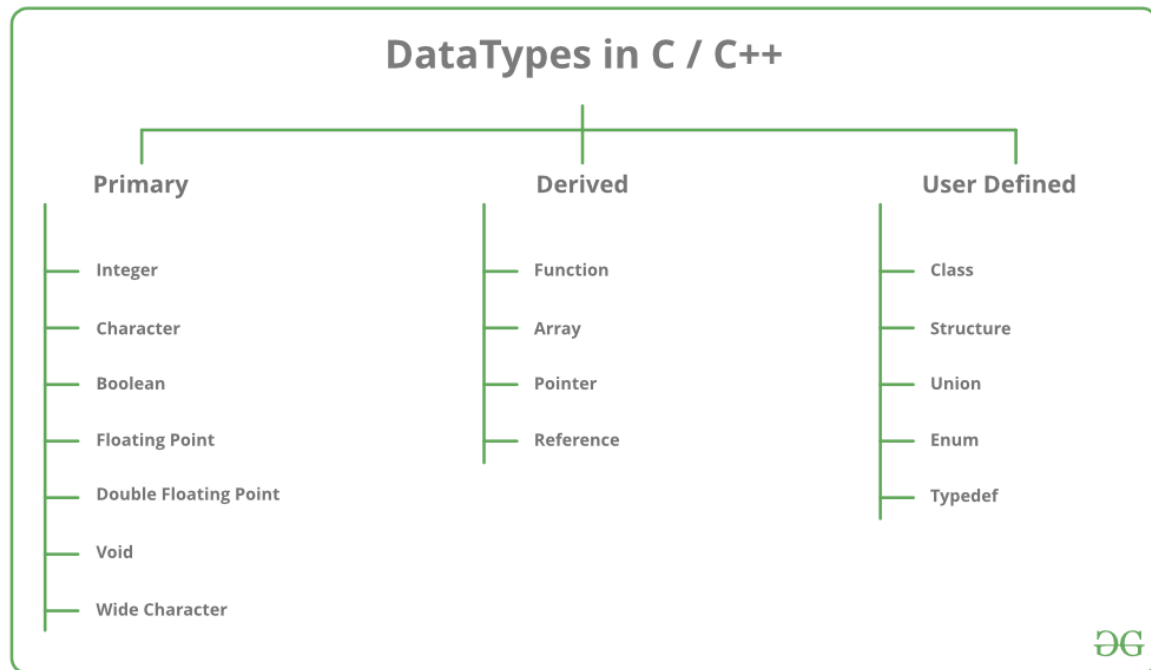 DataTypes in C / C++
Primary
Integer
Character
Boolean
Floating Point
Double Floating Point
Void
Wide Character
Derived
Function
Array
Pointer
Reference
User Defined
Class
Structure
Union
Enum
Typedef